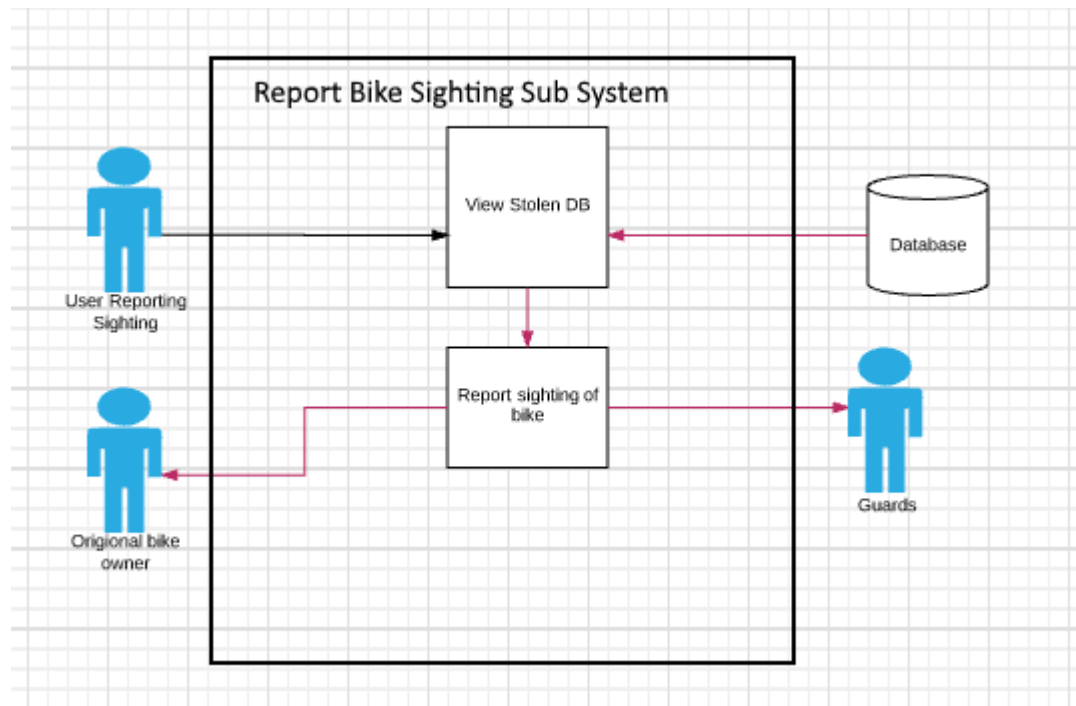 Report Bike Sighting Sub System
View Stolen DB
Database
User Reporting
Sighting
Report sighting of
bike
Guards
Origional bike
owner